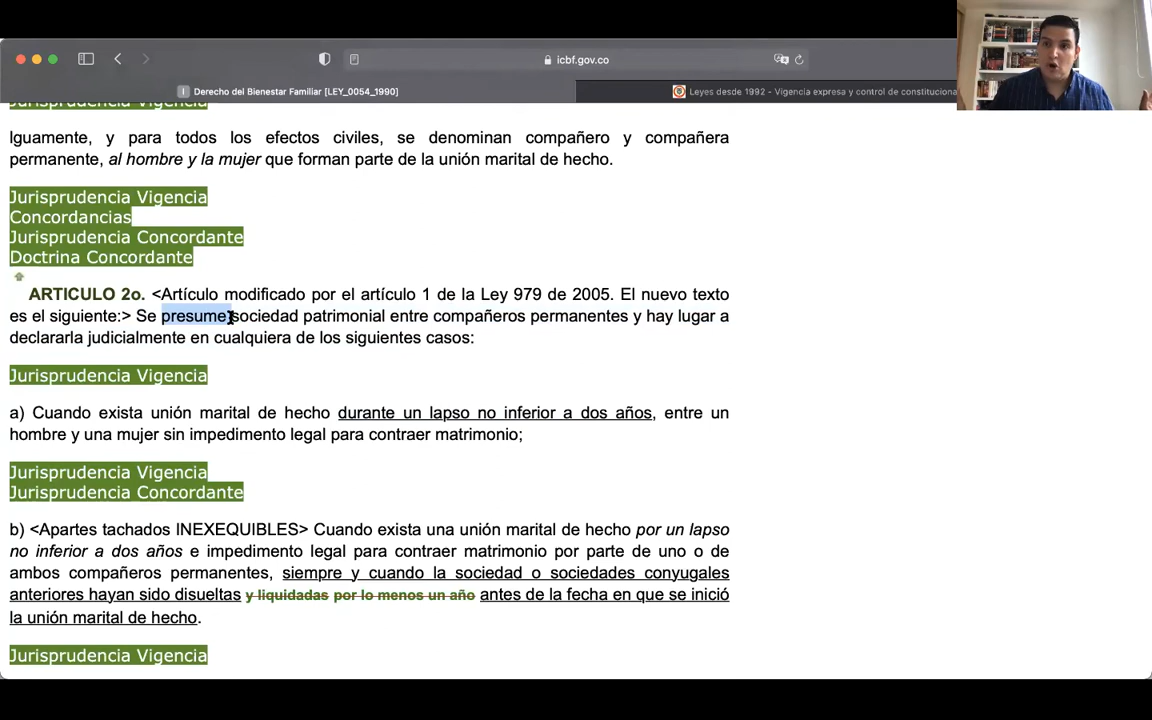 icbf.gov.co
Derecho del Bienestar Familiar [LEY_0054_1990]
Leyes desde 1992 - Vigencia expresa y control de constituciona
Jurisprudencia Vigencia
Igualmente, y para todos los efectos civiles, se denominan compañero y compañera
permanente, al hombre y la mujer que forman parte de la unión marital de hecho.
Jurisprudencia Vigencia
Concordancias
Jurisprudencia Concordante
Doctrina Concordante
ARTICULO 2o. <Artículo modificado por el artículo 1 de la Ley 979 de 2005. El nuevo texto
es el siguiente:> Se presume sociedad patrimonial entre compañeros permanentes y hay lugar a
declararla judicialmente en cualquiera de los siguientes casos:
Jurisprudencia Vigencia
a) Cuando exista unión marital de hecho durante un lapso no inferior a dos años, entre un
hombre y una mujer sin impedimento legal para contraer matrimonio;
Jurisprudencia Vigencia
Jurisprudencia Concordante
b) <Apartes tachados INEXEQUIBLES> Cuando exista una unión marital de hecho por un lapso
no inferior a dos años e impedimento legal para contraer matrimonio por parte de uno o de
ambos compañeros permanentes, siempre y cuando la sociedad o sociedades conyugales
anteriores hayan sido disueltas y liquidadas por lo menos un año antes de la fecha en que se inició
la unión marital de hecho.
Jurisprudencia Vigencia